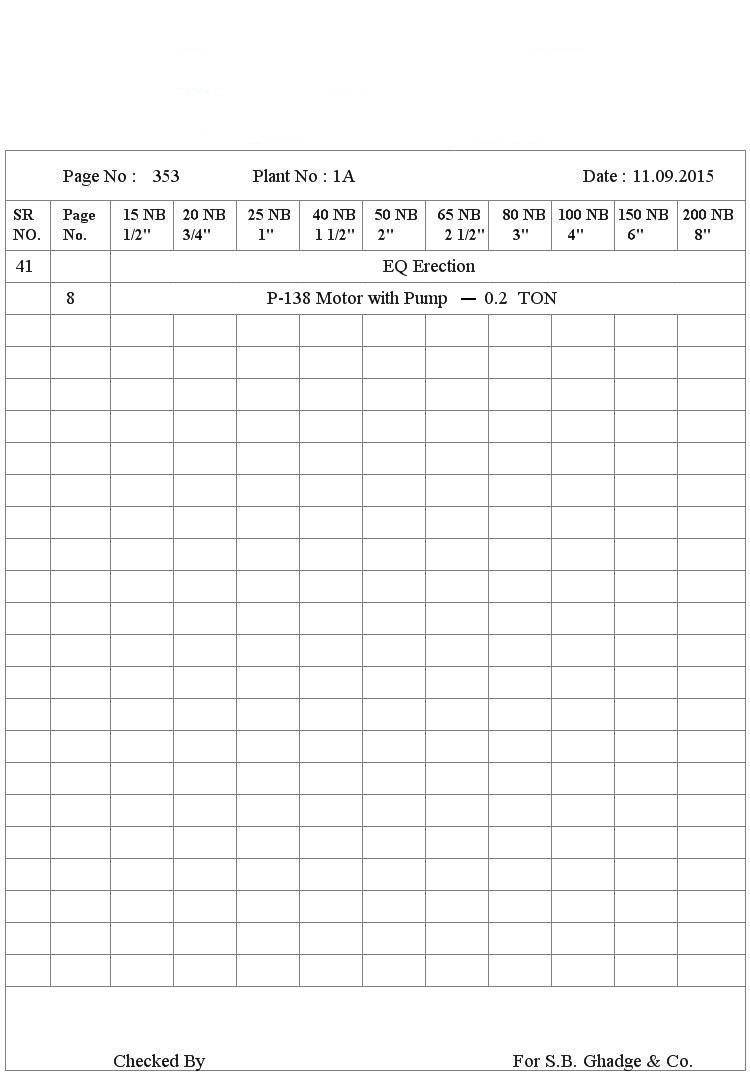 Page No : 353 Plant No : 1A Date : 11.09.2015
SR NO. Page No. 15 NB 1/2" 20 NB 3/4" 25 NB 1" 40 NB 1 1/2" 50 NB 2" 65 NB 2 1/2" 80 NB 3" 100 NB 4" 150 NB 6" 200 NB 8"
41 EQ Erection
8 P-138 Motor with Pump — 0.2 TON
Checked By For S.B. Ghadge & Co.